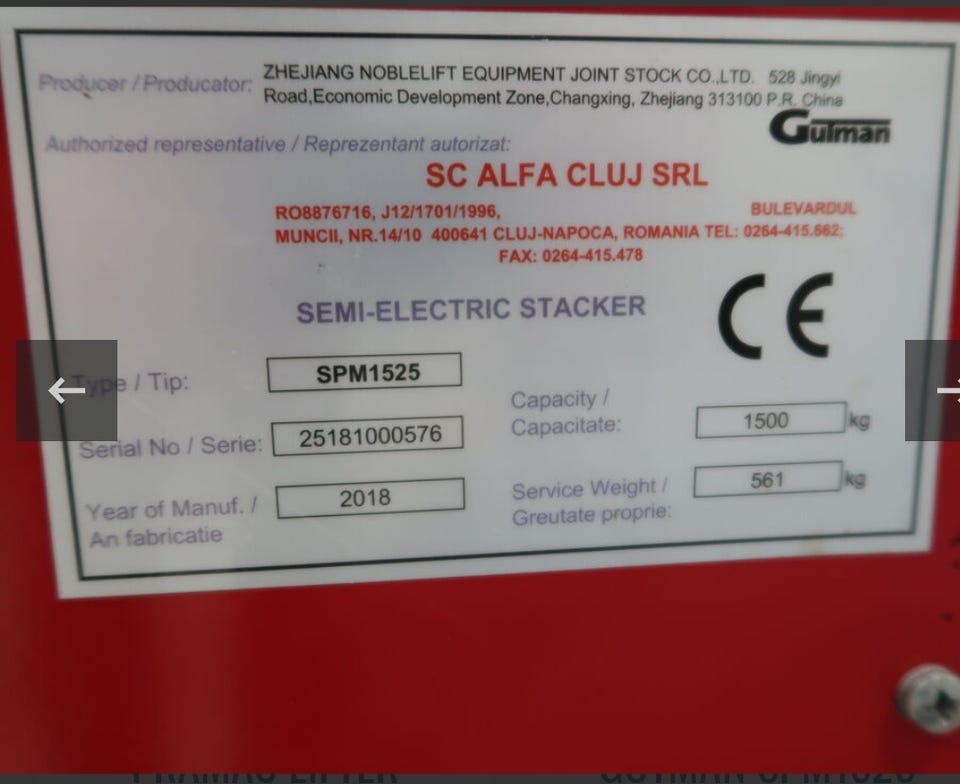 Producer / Producator: ZHEJIANG NOBLELIFT EQUIPMENT JOINT STOCK CO.,LTD. 528 Jingyi
Road,Economic Development Zone,Changxing, Zhejiang 313100 P.R. China
Gutman
Authorized representative / Reprezentant autorizat:
SC ALFA CLUJ SRL
RO8876716, J12/1701/1996, BULEVARDUL
MUNCII, NR.14/10 400641 CLUJ-NAPOCA, ROMANIA TEL: 0264-415.662;
FAX: 0264-415.478
SEMI-ELECTRIC STACKER
CE
Type / Tip: SPM1525
Serial No / Serie: 25181000576
Year of Manuf. / An fabricatie 2018
Capacity / Capacitate: 1500 kg
Service Weight / Greutate proprie: 561 kg